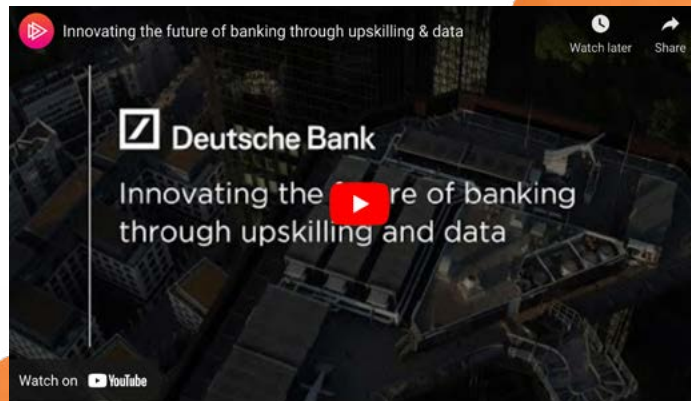 Innovating the future of banking through upskilling & data
Watch later
Share
Deutsche Bank
Innovating the re of banking
through upskilling and data
Watch on YouTube